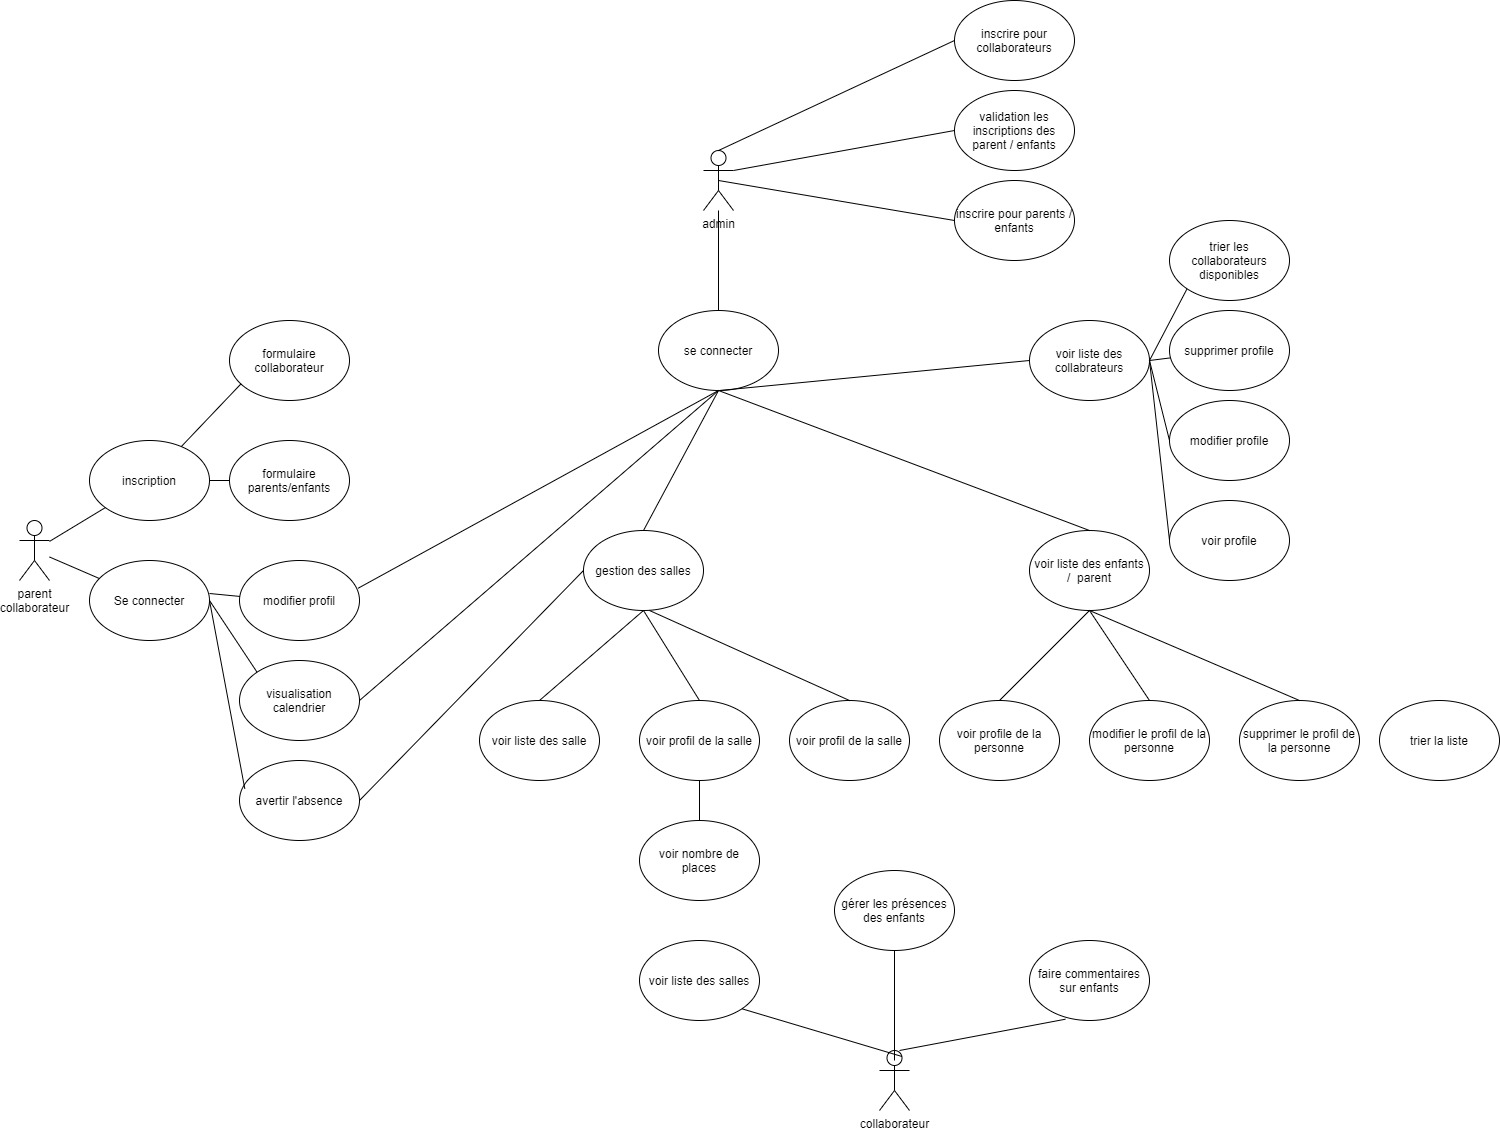 inscrire pour
collaborateurs
validation les
inscriptions des
parent / enfants
inscrire pour parents /
enfants
admin
trier les
collaborateurs
disponibles
se connecter
voir liste des
collabrateurs
supprimer profile
modifier profile
voir profile
formulaire
collaborateur
inscription
formulaire
parents/enfants
parent
collaborateur
Se connecter
modifier profil
visualisation
calendrier
avertir l'absence
gestion des salles
voir liste des enfants
/ parent
voir liste des salle
voir profil de la salle
voir profil de la salle
voir profile de la
personne
modifier le profil de la
personne
supprimer le profil de
la personne
trier la liste
voir nombre de
places
gérer les présences
des enfants
voir liste des salles
faire commentaires
sur enfants
collaborateur